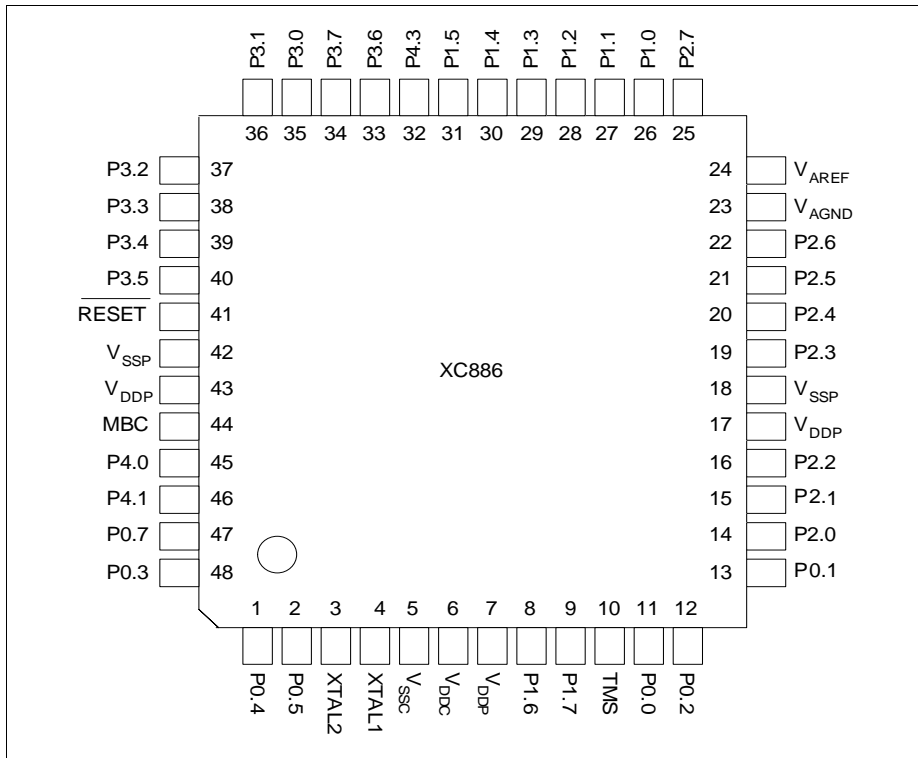 P3.1 P3.0 P3.7 P3.6 P4.3 P1.5 P1.4 P1.3 P1.2 P1.1 P1.0 P2.7
36 35 34 33 32 31 30 29 28 27 26 25
P3.2 37 24 VAREF
P3.3 38 23 VAGND
P3.4 39 22 P2.6
P3.5 40 21 P2.5
RESET 41 20 P2.4
VSSP 42 19 P2.3
XC886
VDDP 43 18 VSSP
MBC 44 17 VDDP
P4.0 45 16 P2.2
P4.1 46 15 P2.1
P0.7 47 14 P2.0
P0.3 48 13 P0.1
1 2 3 4 5 6 7 8 9 10 11 12
P0.4 P0.5 XTAL2 XTAL1 VSSC VDDC VDDP P1.6 P1.7 TMS P0.0 P0.2